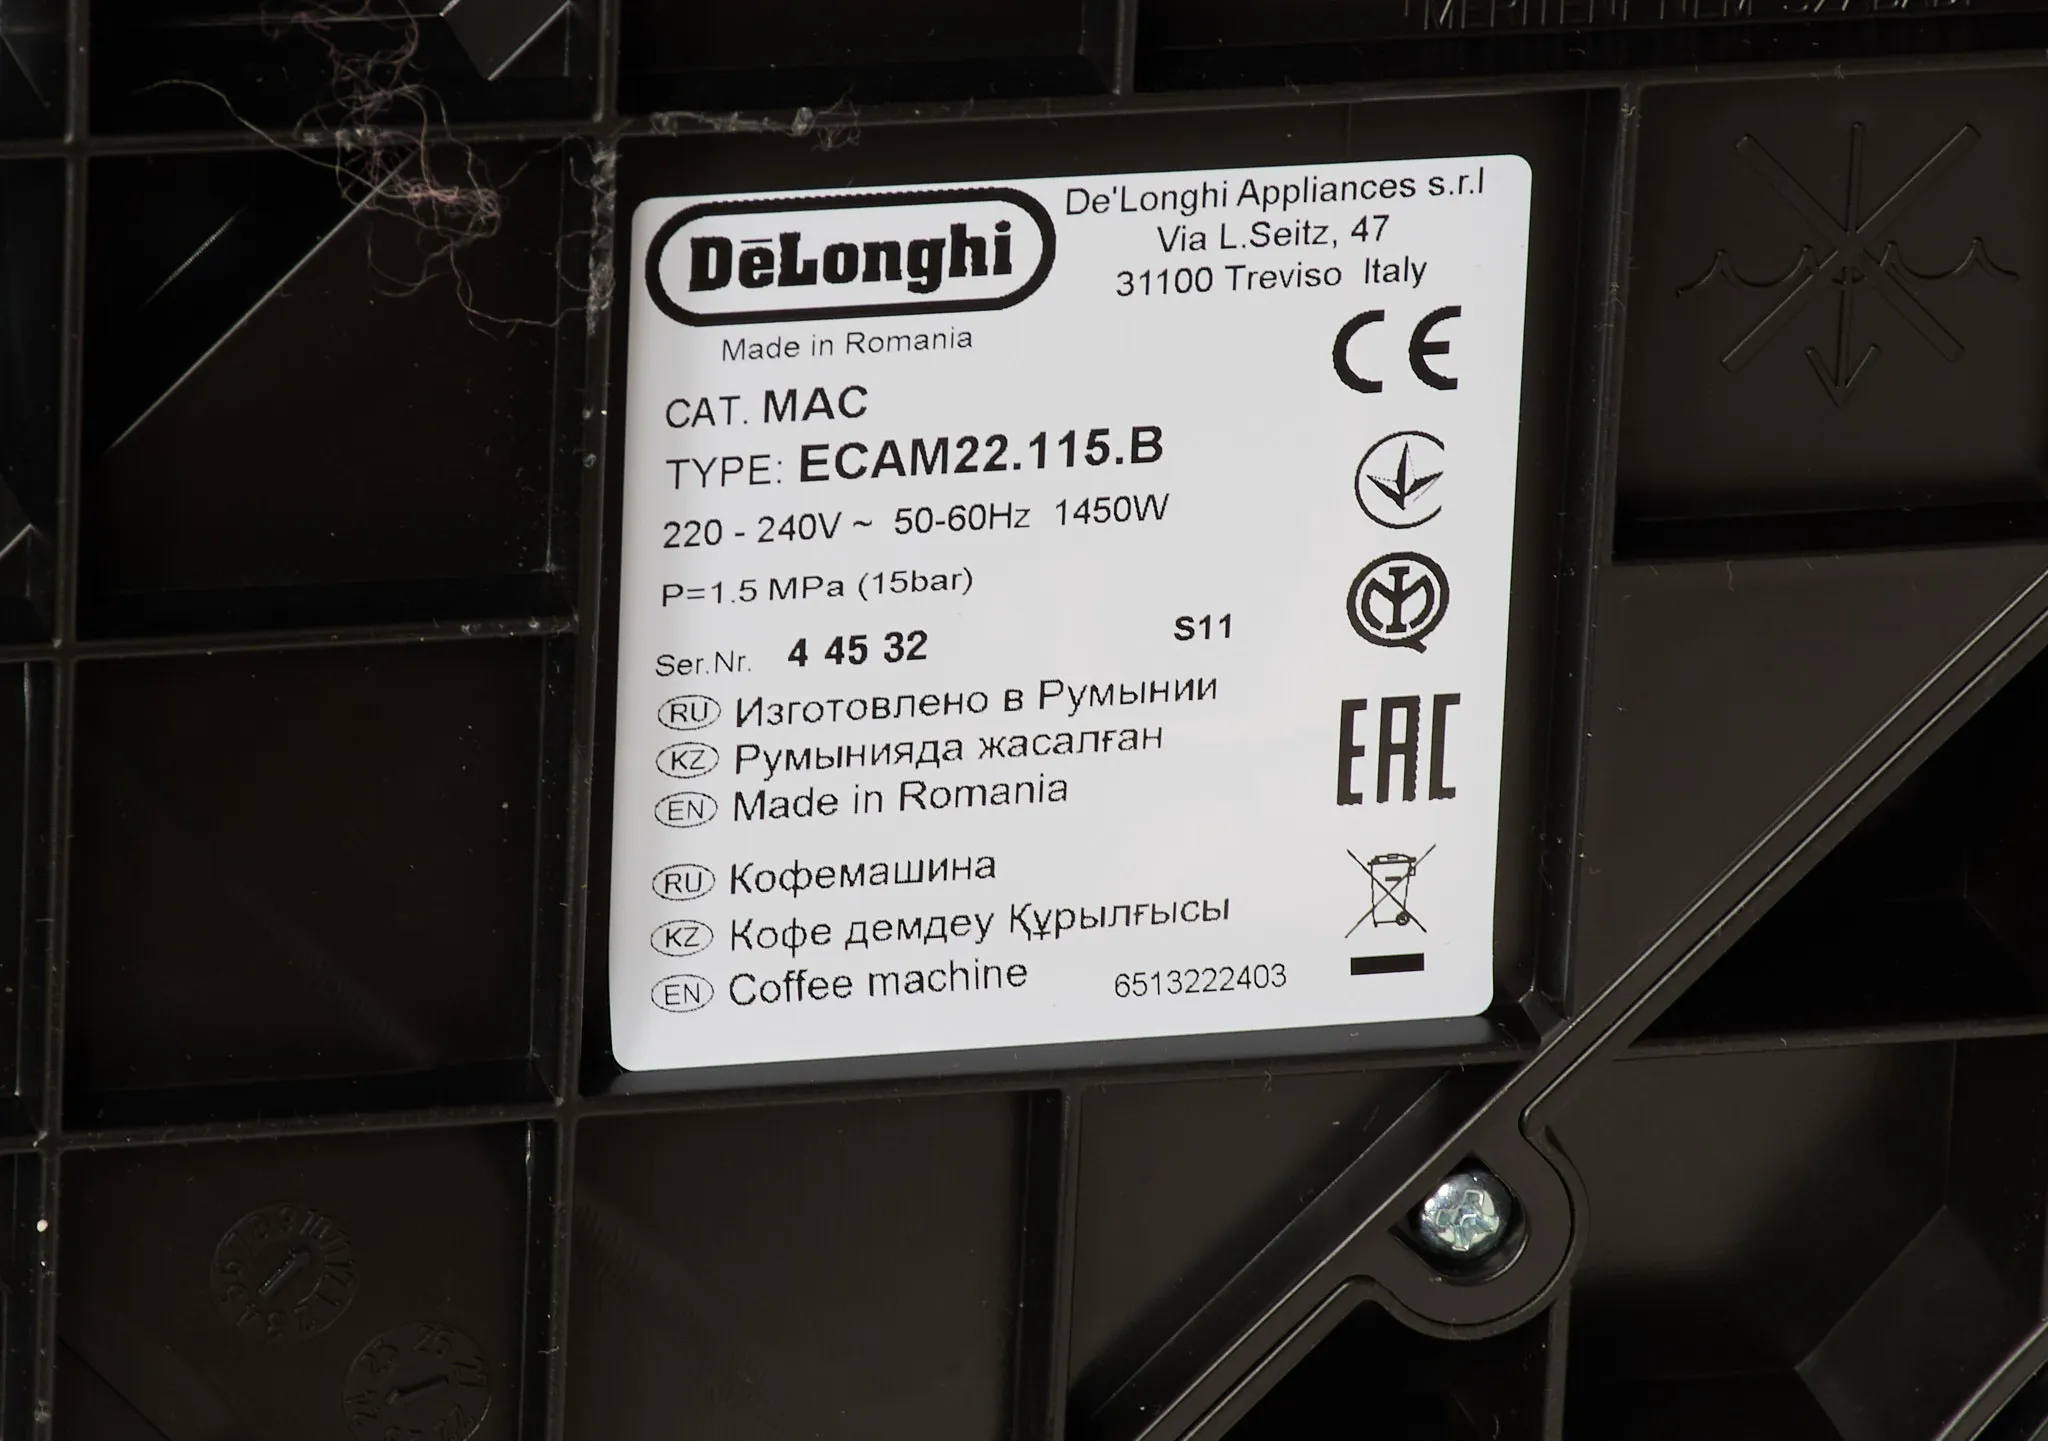 DēLonghi
De'Longhi Appliances s.r.l
Via L.Seitz, 47
31100 Treviso Italy
Made in Romania
CE
CAT. MAC
TYPE: ECAM22.115.B
220 - 240V ~ 50-60Hz 1450W
P=1.5 MPa (15bar)
Ser.Nr. 4 45 32 S11
RU Изготовлено в Румынии
KZ Румынияда жасалған
EN Made in Romania
EAC
RU Кофемашина
KZ Кофе демдеу Құрылғысы
EN Coffee machine 6513222403